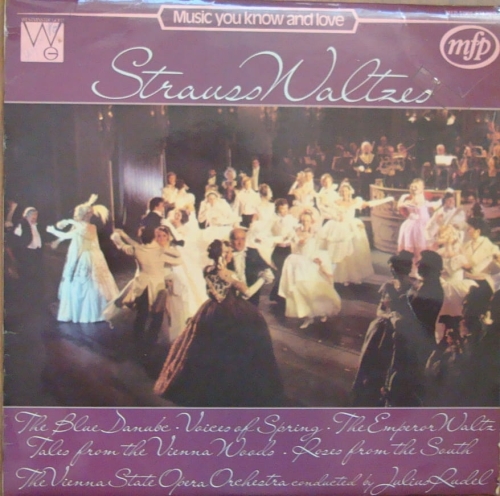 Music you know and love
mfp
WG
Strauss Waltzes
The Blue Danube · Voices of Spring · The Emperor Waltz
Tales from the Vienna Woods · Roses from the South
The Vienna State Opera Orchestra conducted by Julius Rudel